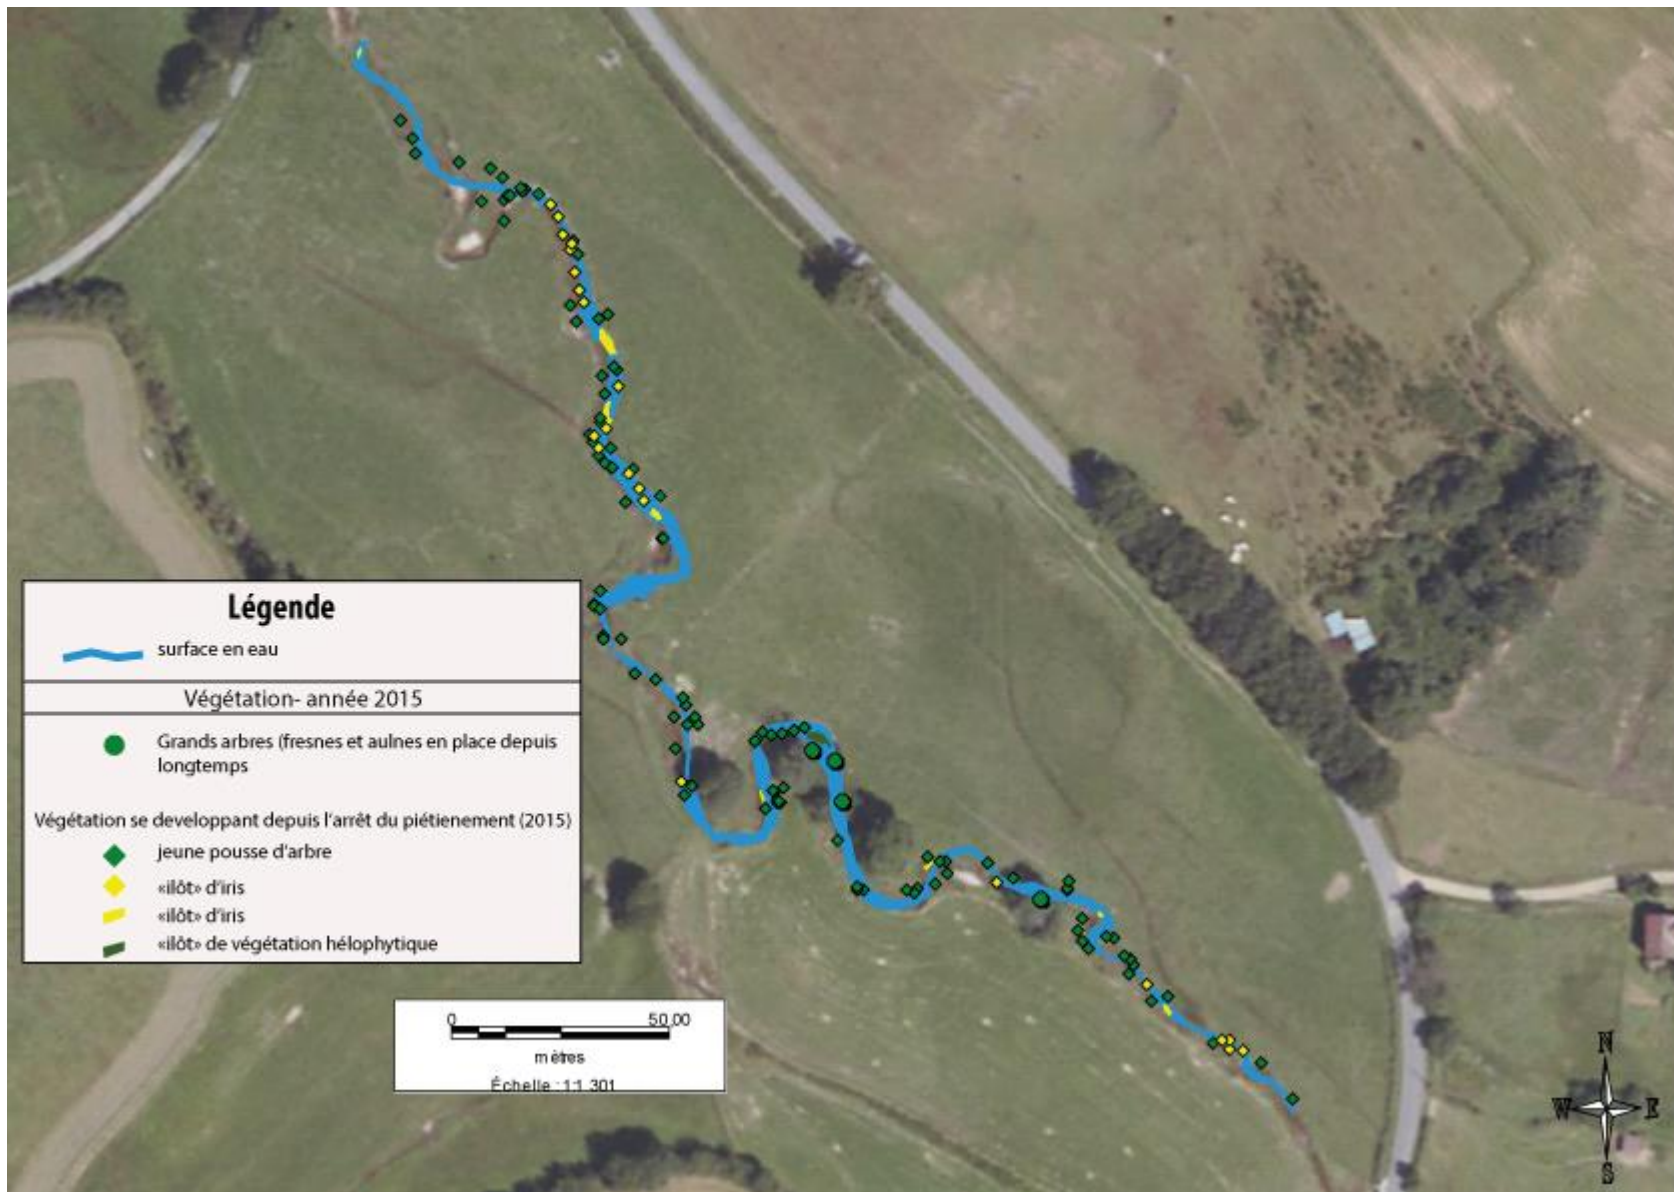 Légende
surface en eau
Végétation- année 2015
Grands arbres (fresnes et aulnes en place depuis
longtemps
Végétation se developpant depuis l'arrêt du piétienement (2015)
jeune pousse d'arbre
«ilôt» d'iris
«ilôt» d'iris
«ilôt» de végétation hélophytique
0 50,00
mètres
Échelle : 1:1 301
N
W E
S